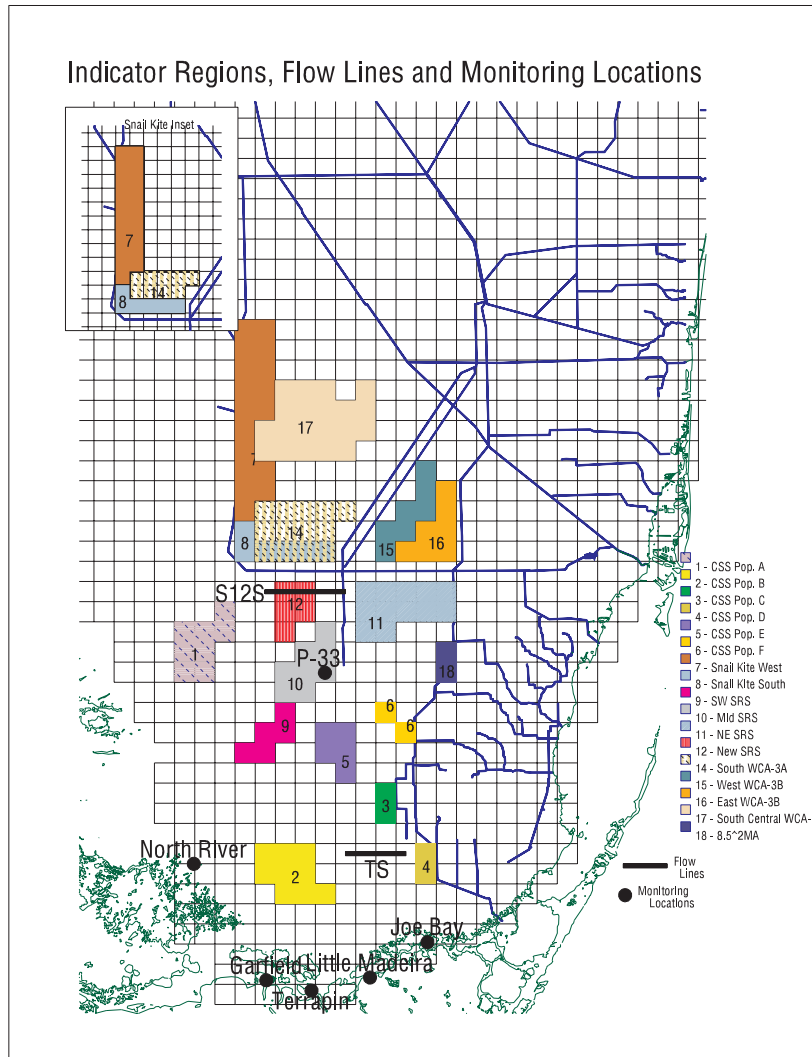 Indicator Regions, Flow Lines and Monitoring Locations
Snail Kite Inset
7
14
8
17
7
14
8
15
16
S12S
12
11
1
P-33
10
18
6
9
6
5
3
North River
TS
4
2
Joe Bay
Garfield
Little Madeira
Terrapin
1 - CSS Pop. A
2 - CSS Pop. B
3 - CSS Pop. C
4 - CSS Pop. D
5 - CSS Pop. E
6 - CSS Pop. F
7 - Snail Kite West
8 - Snail Kite South
9 - SW SRS
10 - Mid SRS
11 - NE SRS
12 - New SRS
14 - South WCA-3A
15 - West WCA-3B
16 - East WCA-3B
17 - South Central WCA-
18 - 8.5^2MA
Flow
Lines
Monitoring
Locations